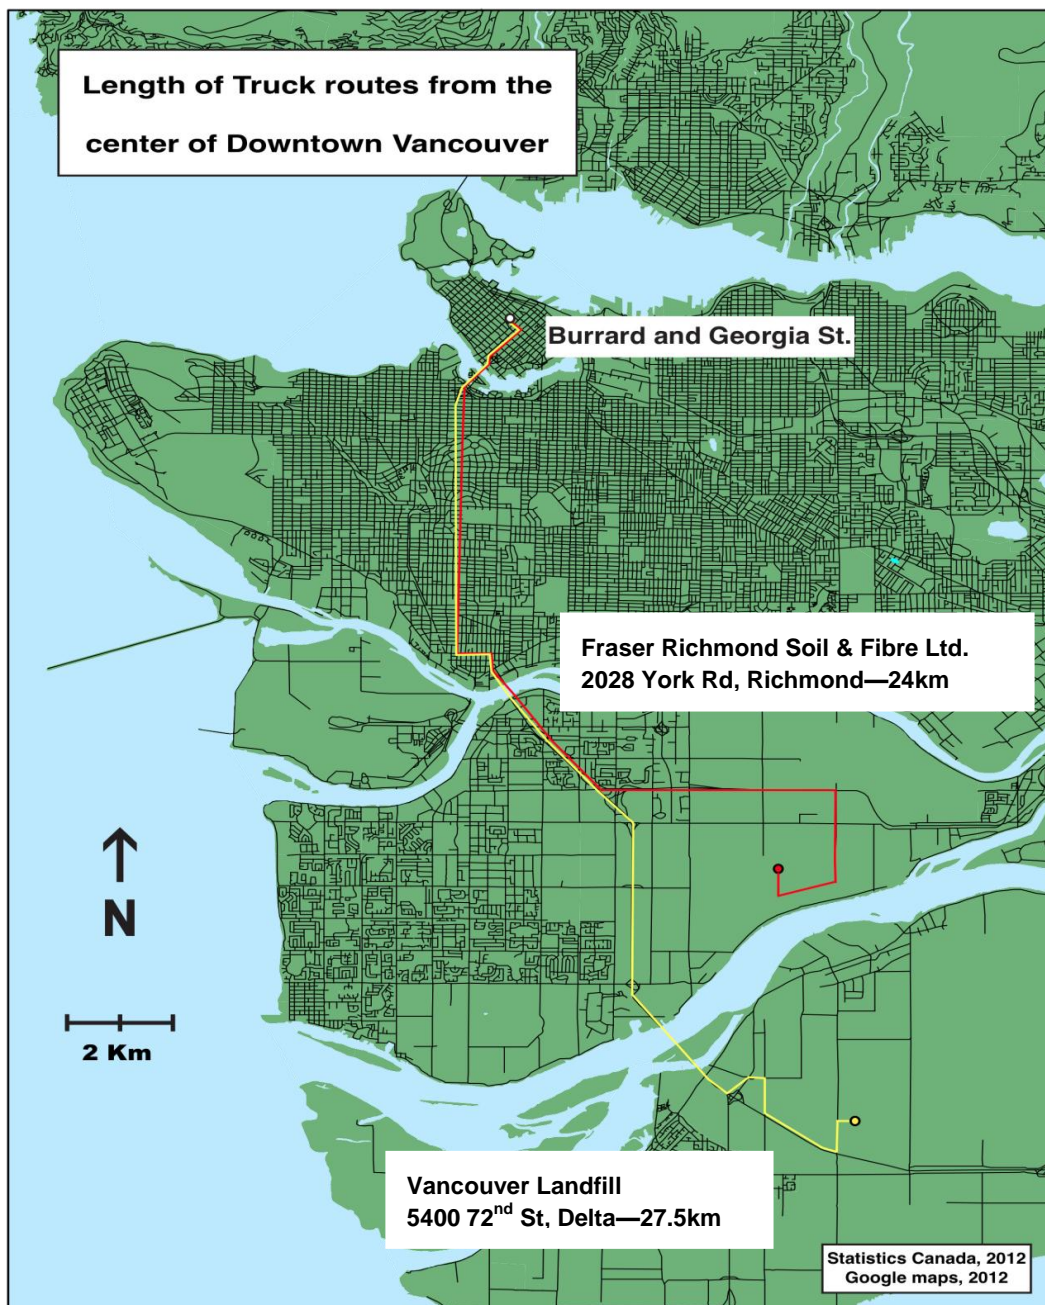 Length of Truck routes from the
center of Downtown Vancouver
Burrard and Georgia St.
Fraser Richmond Soil & Fibre Ltd.
2028 York Rd, Richmond—24km
N
2 Km
Vancouver Landfill
5400 72nd St, Delta—27.5km
Statistics Canada, 2012
Google maps, 2012